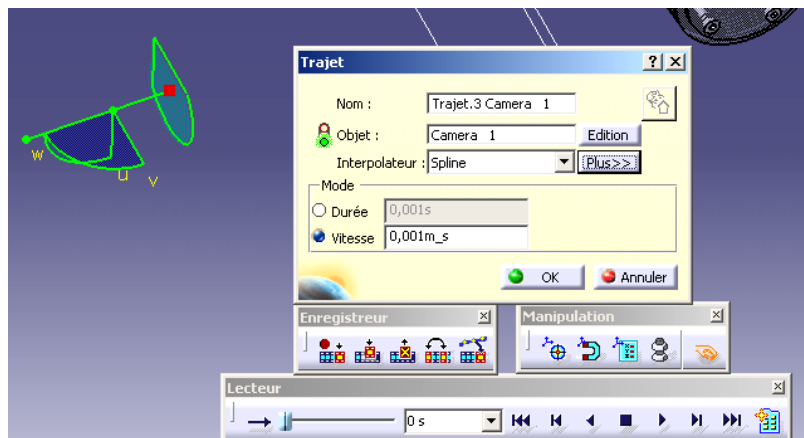 Trajet
Nom : Trajet.3 Camera 1
Objet : Camera 1 Edition
Interpolateur : Spline Plus>>
Mode
Durée 0,001s
Vitesse 0,001m_s
OK Annuler
w
u
v
Enregistreur
Manipulation
Lecteur
0 s